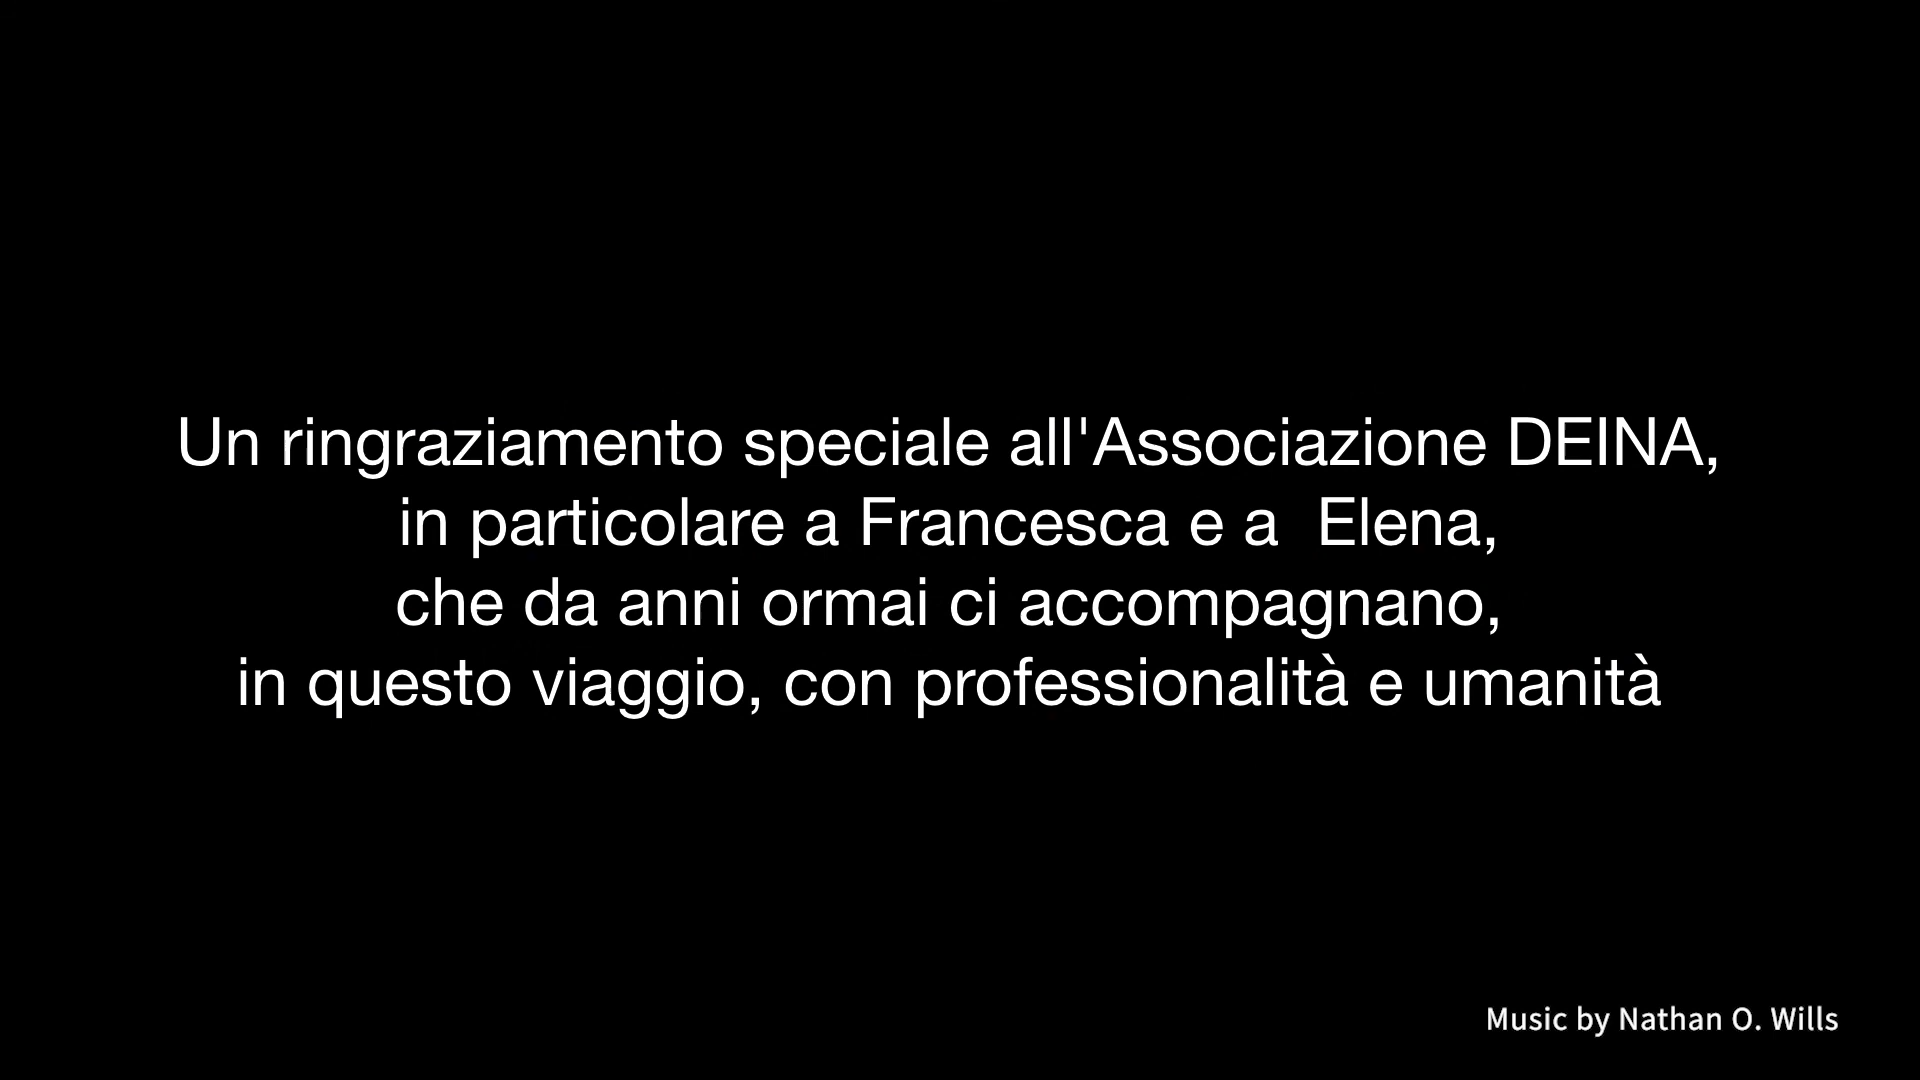 Un ringraziamento speciale all'Associazione DEINA,
in particolare a Francesca e a  Elena,
che da anni ormai ci accompagnano,
in questo viaggio, con professionalità e umanità
Music by Nathan O. Wills